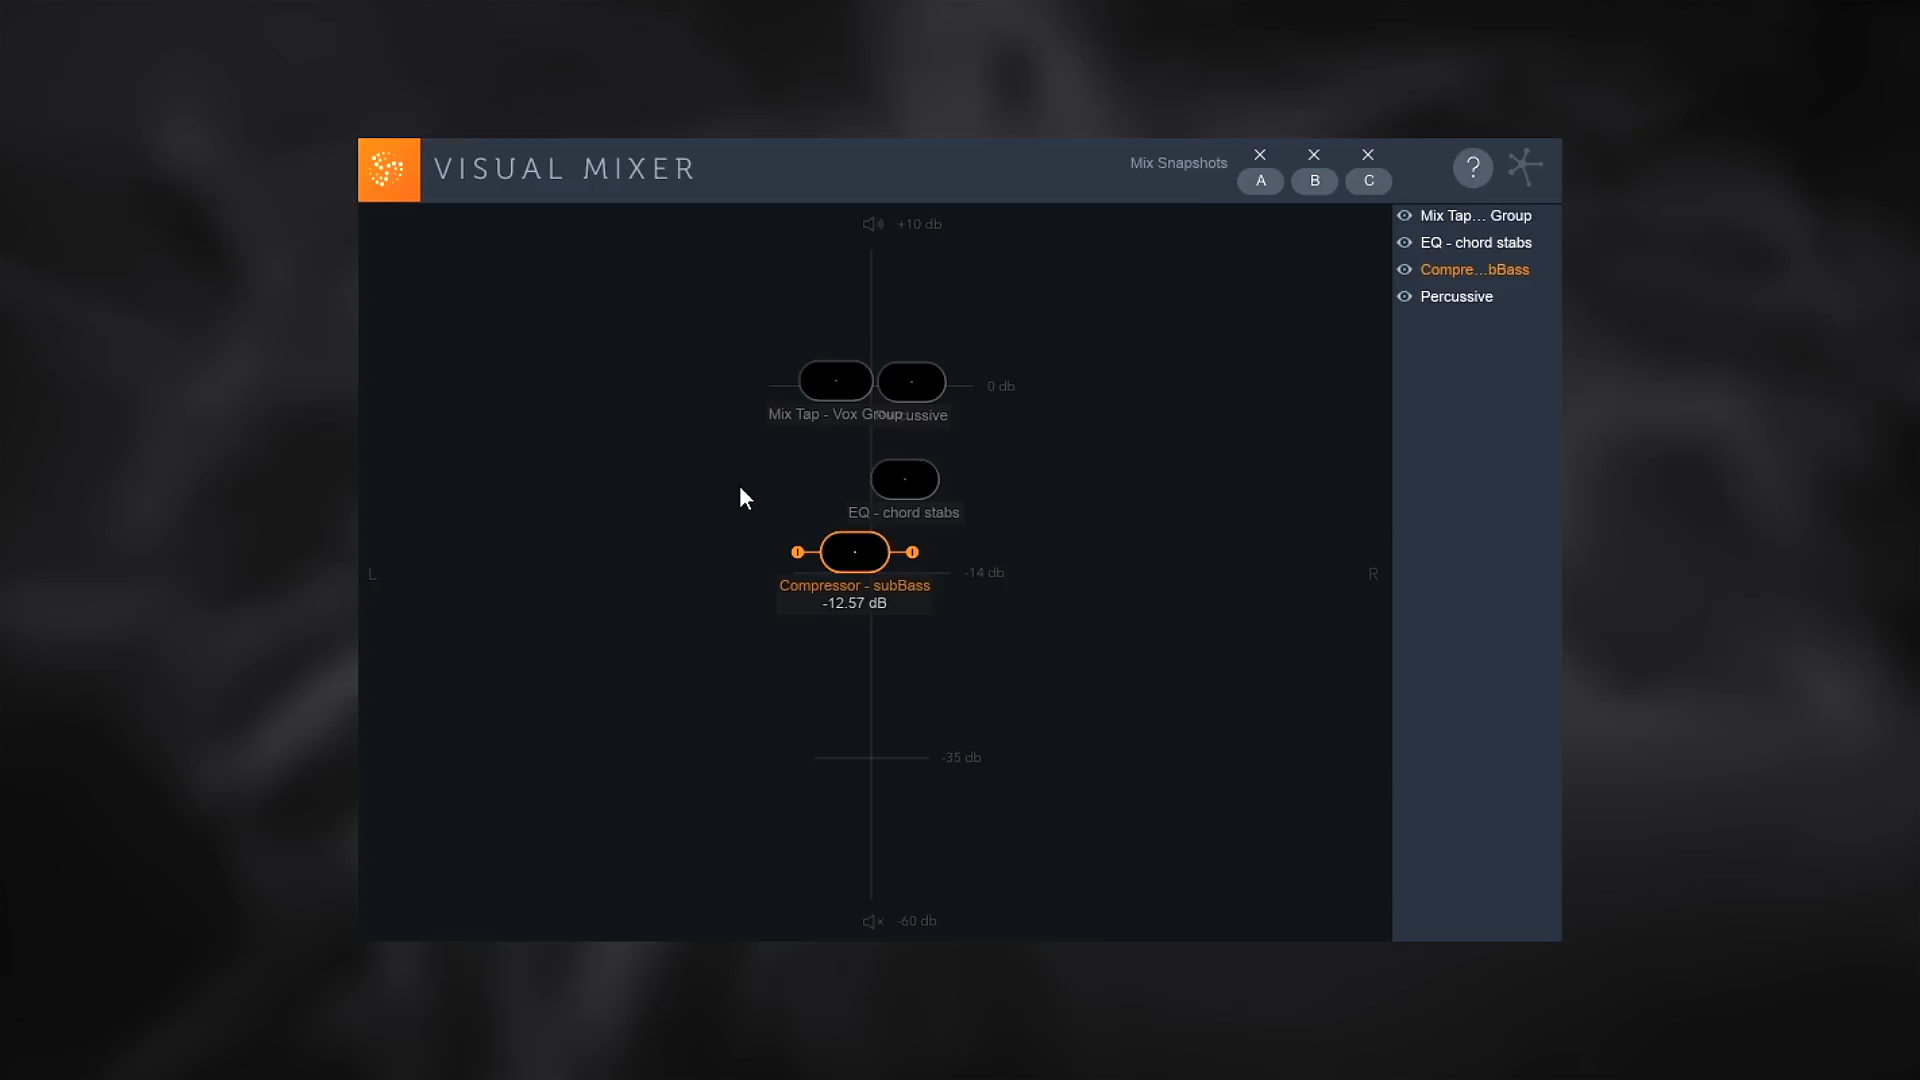 VISUAL MIXER
Mix Snapshots
A
B
C
?
+10 db
Mix Tap... Group
EQ - chord stabs
Compre...bBass
Percussive
0 db
Mix Tap - Vox Group
EQ - chord stabs
L
-14 db
R
Compressor - subBass
-12.57 dB
-35 db
-60 db